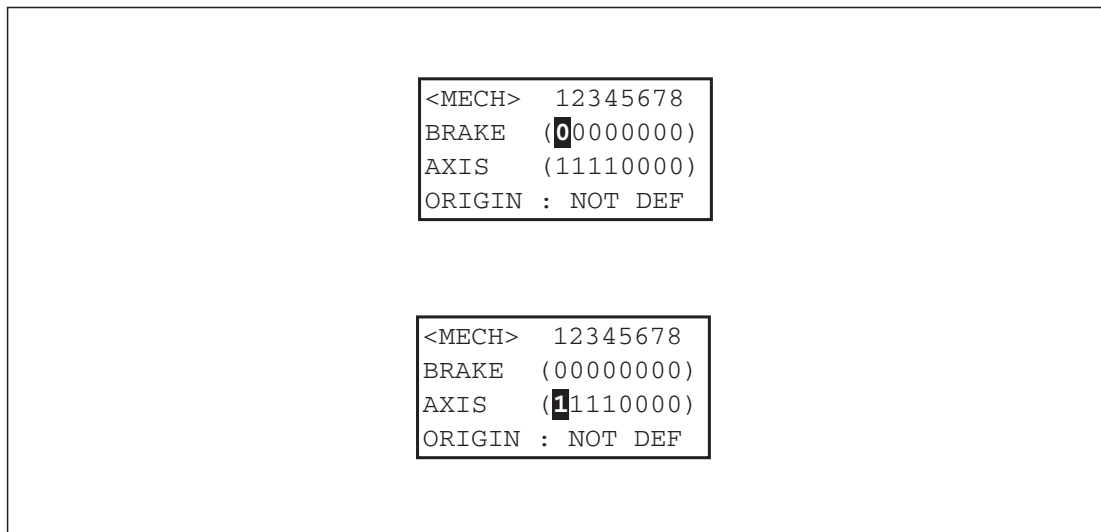 <MECH> 12345678
BRAKE (00000000)
AXIS (11110000)
ORIGIN : NOT DEF
<MECH> 12345678
BRAKE (00000000)
AXIS (11110000)
ORIGIN : NOT DEF